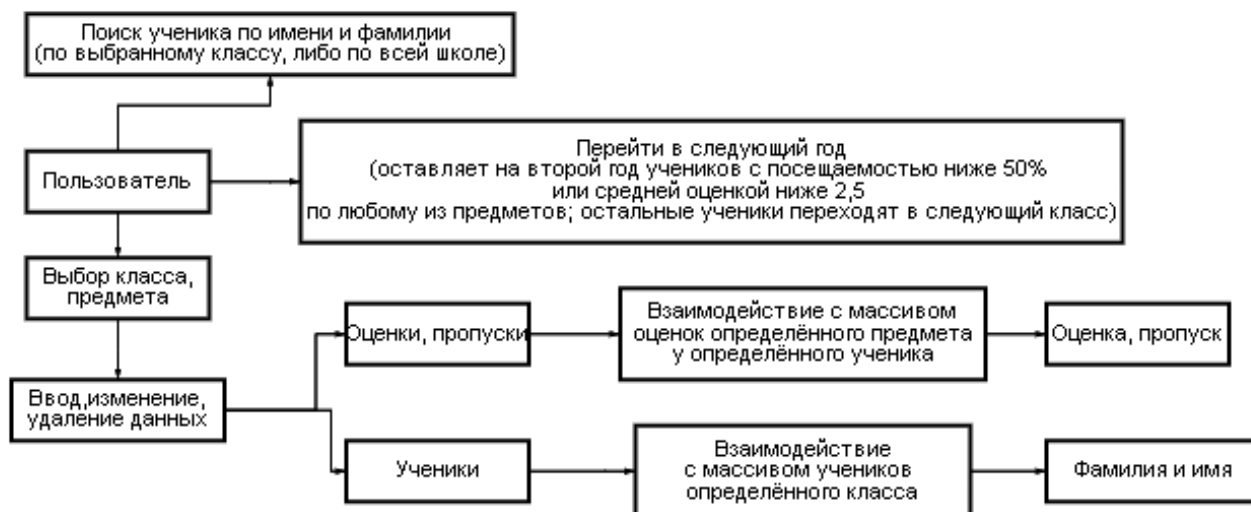 Поиск ученика по имени и фамилии
(по выбранному классу, либо по всей школе)
Пользователь
Перейти в следующий год
(оставляет на второй год учеников с посещаемостью ниже 50%
или средней оценкой ниже 2,5
по любому из предметов; остальные ученики переходят в следующий класс)
Выбор класса,
предмета
Ввод,изменение,
удаление данных
Оценки, пропуски
Взаимодействие с массивом
оценок определённого предмета
у определённого ученика
Оценка, пропуск
Ученики
Взаимодействие
с массивом учеников
определённого класса
Фамилия и имя